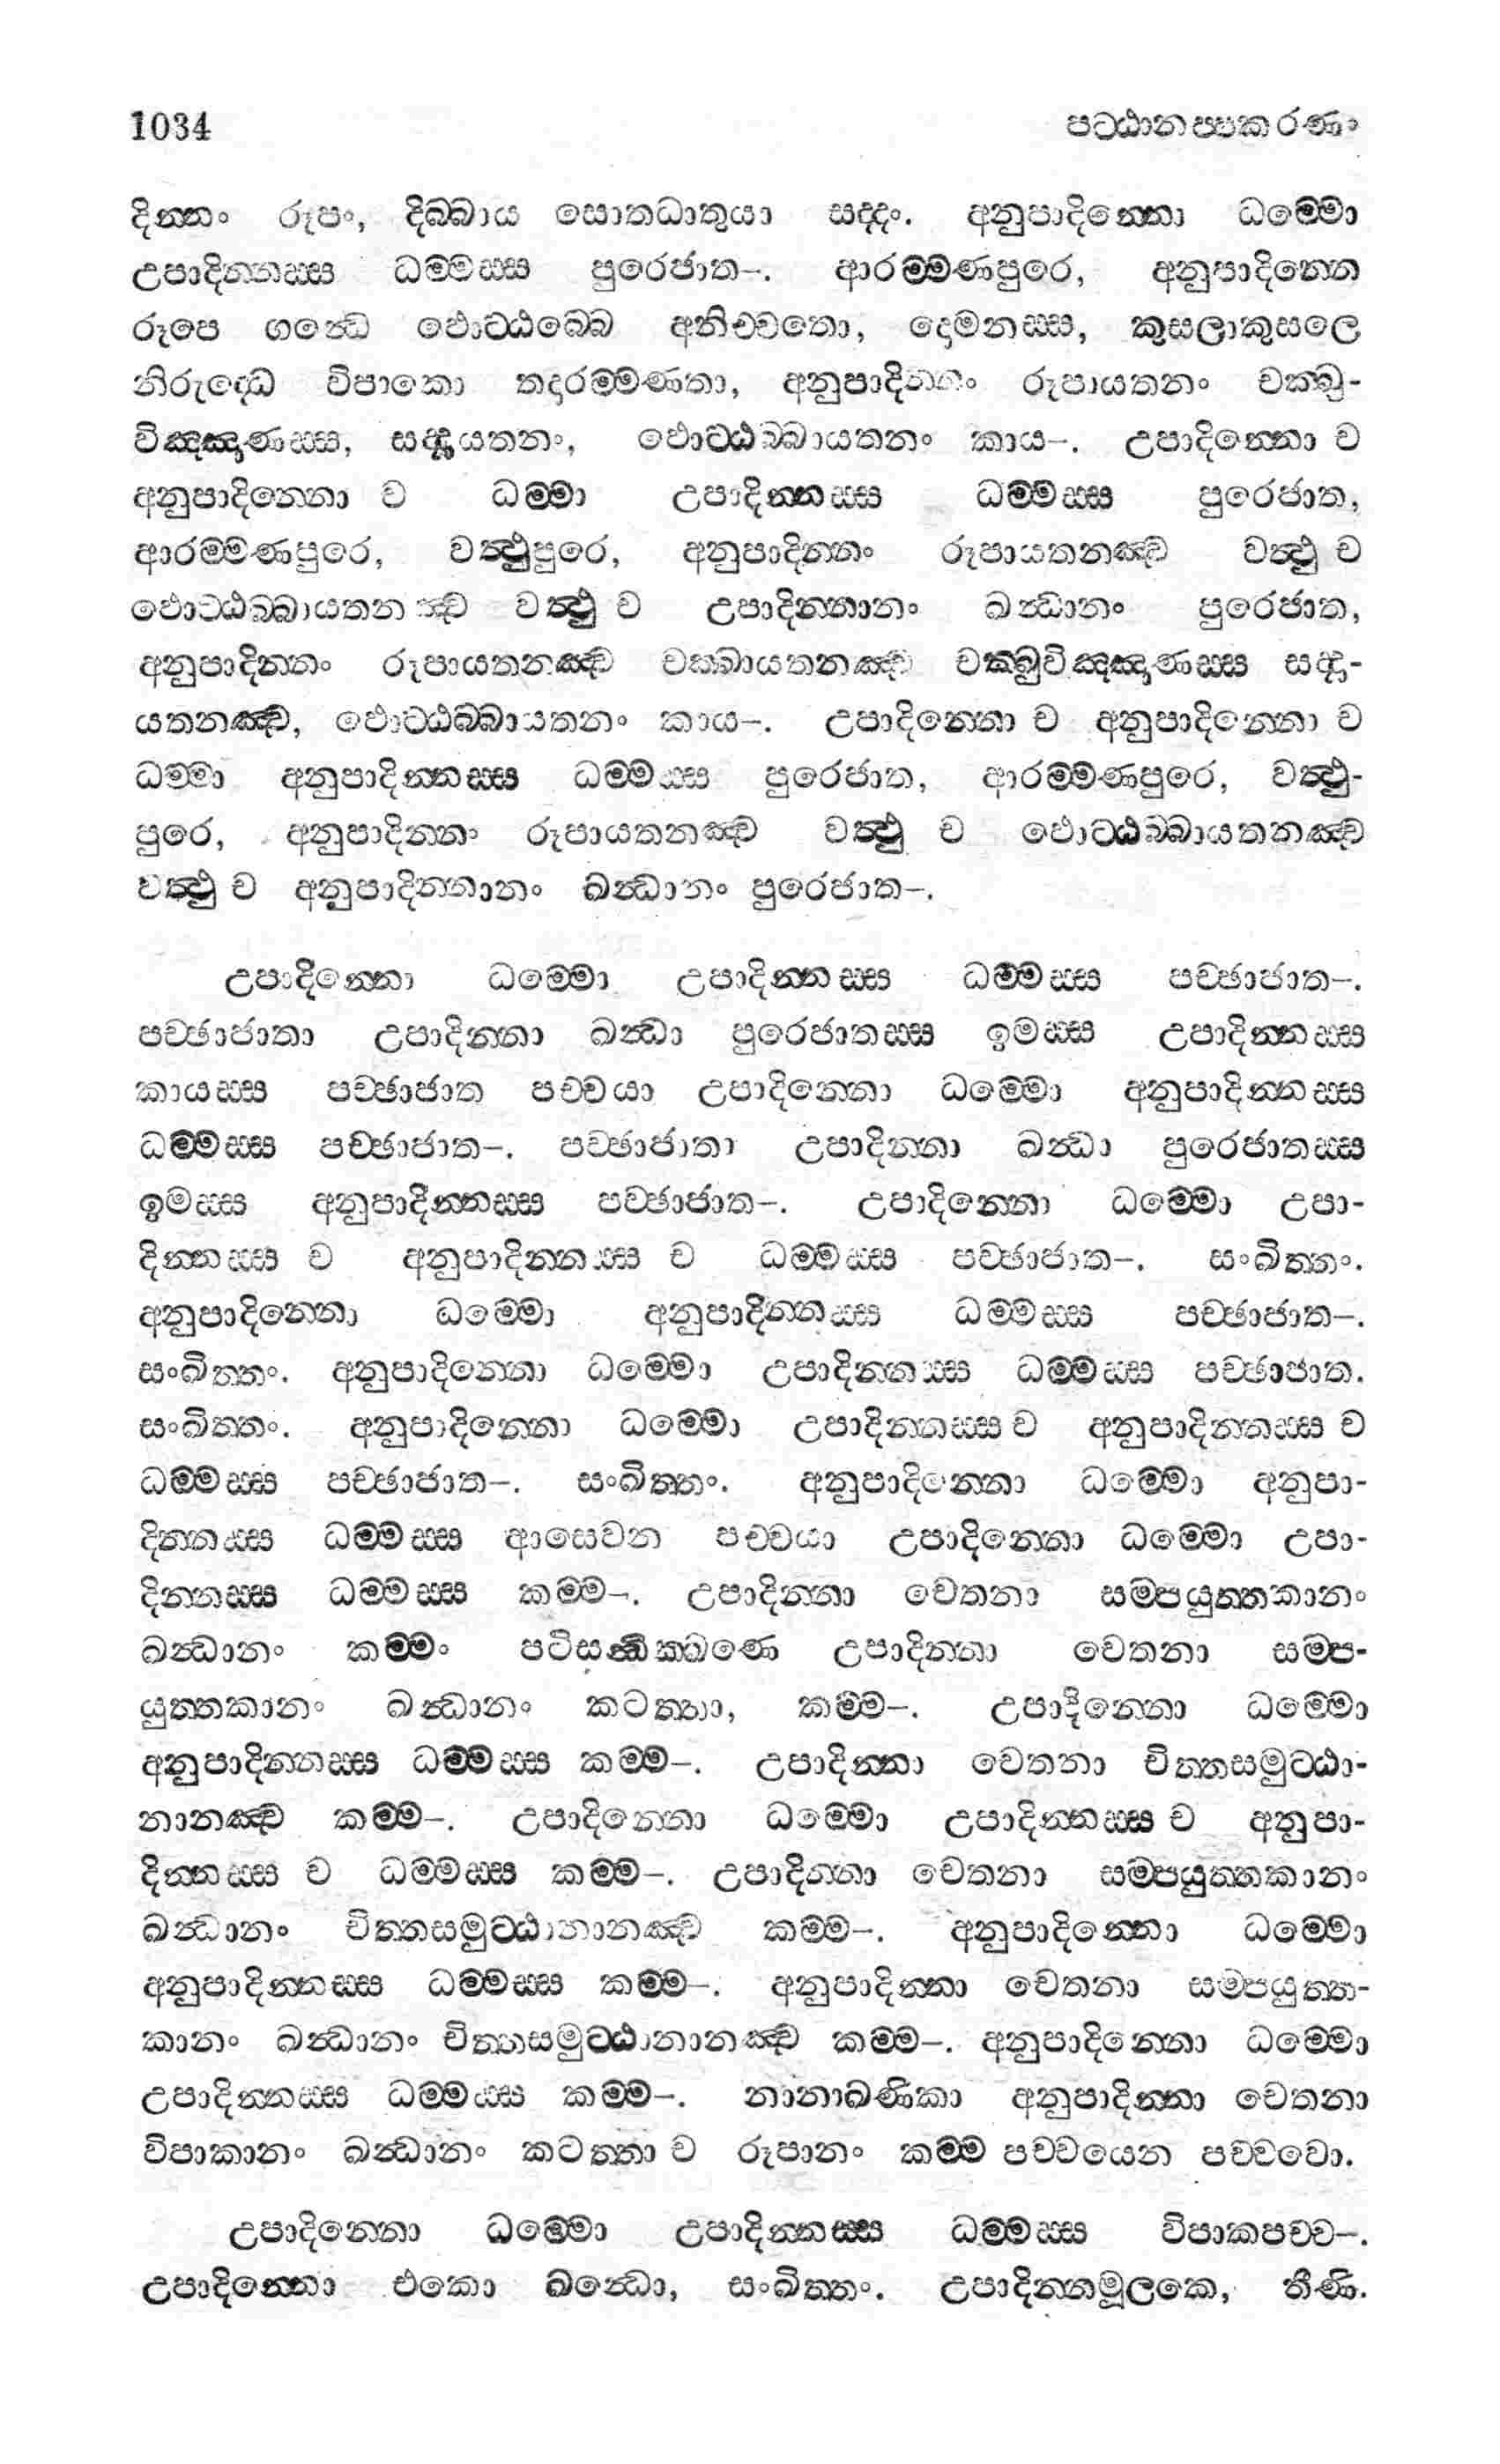 1034 පට්ඨානප්පකරණං
දින්නං රූපං, දිබ්බාය සොතධාතුයා සද්දං. අනුපාදින්නො ධම්මො
උපාදින්නස්ස ධම්මස්ස පුරෙජාත–. ආරම්මණපුරෙ, අනුපාදින්නෙ
රූපෙ ගන්ධෙ ඵොට්ඨබ්බෙ අනිච්චතො, දොමනස්ස, කුසලාකුසලෙ
නිරුද්ධෙ විපාකො තදාරම්මණතා, අනුපාදින්නං රූපායතනං චක්ඛු-
විඤ්ඤාණස්ස, සද්දායතනං, ඵොට්ඨබ්බායතනං කාය–. උපාදින්නො ච
අනුපාදින්නො ච ධම්මා උපාදින්නස්ස ධම්මස්ස පුරෙජාත,
ආරම්මණපුරෙ, වත්ථුපුරෙ, අනුපාදින්නං රූපායතනඤ්ච වත්ථු ච
ඵොට්ඨබ්බායතනඤ්ච වත්ථු ච උපාදින්නානං ඛන්ධානං පුරෙජාත,
අනුපාදින්නං රූපායතනඤ්ච චක්ඛායතනඤ්ච චක්ඛුවිඤ්ඤාණස්ස සද්දා-
යතනඤ්ච, ඵොට්ඨබ්බායතනං කාය–. උපාදින්නො ච අනුපාදින්නො ච
ධම්මා අනුපාදින්නස්ස ධම්මස්ස පුරෙජාත, ආරම්මණපුරෙ, වත්ථු-
පුරෙ, අනුපාදින්නං රූපායතනඤ්ච වත්ථු ච ඵොට්ඨබ්බායතනඤ්ච
වත්ථු ච අනුපාදින්නානං ඛන්ධානං පුරෙජාත–.
උපාදින්නො ධම්මො උපාදින්නස්ස ධම්මස්ස පච්ඡාජාත–.
පච්ඡාජාතා උපාදින්නා ඛන්ධා පුරෙජාතස්ස ඉමස්ස උපාදින්නස්ස
කායස්ස පච්ඡාජාත පච්චයා උපාදින්නො ධම්මො අනුපාදින්නස්ස
ධම්මස්ස පච්ඡාජාත–. පච්ඡාජාතා උපාදින්නා ඛන්ධා පුරෙජාතස්ස
ඉමස්ස අනුපාදින්නස්ස පච්ඡාජාත–. උපාදින්නො ධම්මො උපා-
දින්නස්ස ච අනුපාදින්නස්ස ච ධම්මස්ස පච්ඡාජාත–. සංඛිත්තං.
අනුපාදින්නො ධම්මො අනුපාදින්නස්ස ධම්මස්ස පච්ඡාජාත–.
සංඛිත්තං. අනුපාදින්නො ධම්මො උපාදින්නස්ස ධම්මස්ස පච්ඡාජාත.
සංඛිත්තං. අනුපාදින්නො ධම්මො උපාදින්නස්ස ච අනුපාදින්නස්ස ච
ධම්මස්ස පච්ඡාජාත–. සංඛිත්තං. අනුපාදින්නො ධම්මො අනුපා-
දින්නස්ස ධම්මස්ස ආසෙවන පච්චයා උපාදින්නො ධම්මො උපා-
දින්නස්ස ධම්මස්ස කම්ම–. උපාදින්නා චෙතනා සම්පයුත්තකානං
ඛන්ධානං කම්මං පටිසන්ධික්ඛණෙ උපාදින්නා චෙතනා සම්ප-
යුත්තකානං ඛන්ධානං කටත්තා, කම්ම–. උපාදින්නො ධම්මො
අනුපාදින්නස්ස ධම්මස්ස කම්ම–. උපාදින්නා චෙතනා චිත්තසමුට්ඨා-
නානඤ්ච කම්ම–. උපාදින්නො ධම්මො උපාදින්නස්ස ච අනුපා-
දින්නස්ස ච ධම්මස්ස කම්ම–. උපාදින්නා චෙතනා සම්පයුත්තකානං
ඛන්ධානං චිත්තසමුට්ඨානානඤ්ච කම්ම–. අනුපාදින්නො ධම්මො
අනුපාදින්නස්ස ධම්මස්ස කම්ම–. අනුපාදින්නා චෙතනා සම්පයුත්ත-
කානං ඛන්ධානං චිත්තසමුට්ඨානානඤ්ච කම්ම–. අනුපාදින්නො ධම්මො
උපාදින්නස්ස ධම්මස්ස කම්ම–. නානාඛණිකා අනුපාදින්නා චෙතනා
විපාකානං ඛන්ධානං කටත්තා ච රූපානං කම්ම පච්චයෙන පච්චවො.
උපාදින්නො ධම්මො උපාදින්නස්ස ධම්මස්ස විපාකපච්ච–.
උපාදින්නො එකො ඛන්ධො, සංඛිත්තං. උපාදින්නමූලකෙ, තීණි.